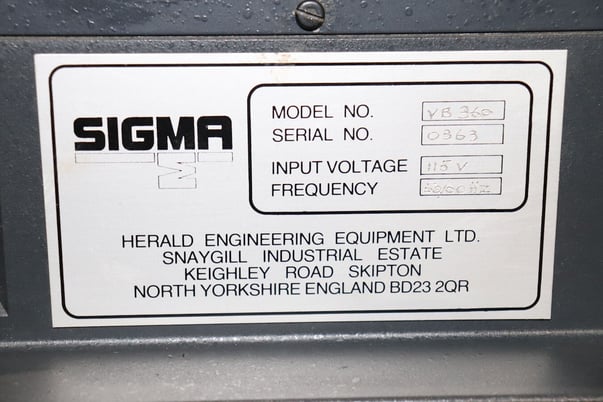 SIGMA
MODEL NO. VB 360
SERIAL NO. 0363
INPUT VOLTAGE 115 V
FREQUENCY 50/60 Hz
HERALD ENGINEERING EQUIPMENT LTD.
SNAYGILL INDUSTRIAL ESTATE
KEIGHLEY ROAD SKIPTON
NORTH YORKSHIRE ENGLAND BD23 2QR